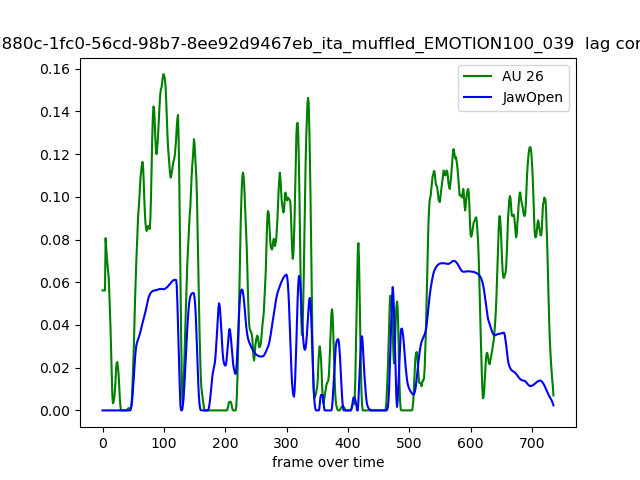 880c-1fc0-56cd-98b7-8ee92d9467eb_ita_muffled_EMOTION100_039 lag
AU 26
JawOpen
0.16
0.14
0.12
0.10
0.08
0.06
0.04
0.02
0.00
0 100 200 300 400 500 600 700
frame over time